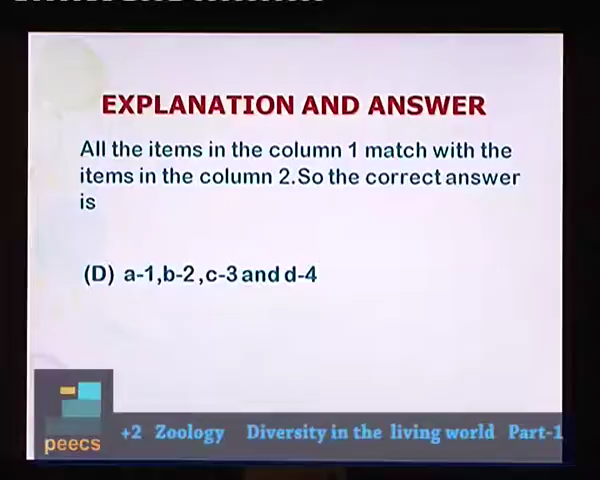 EXPLANATION AND ANSWER
All the items in the column 1 match with the
items in the column 2.So the correct answer
is
(D) a-1,b-2,c-3 and d-4
peecs
+2 Zoology Diversity in the living world Part-1